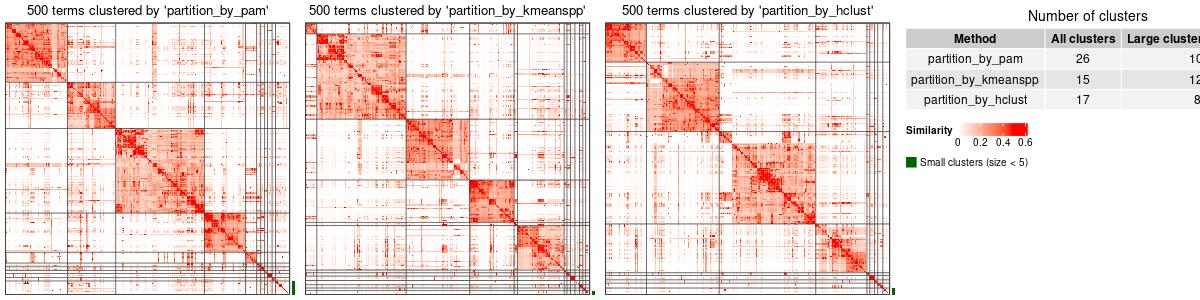 500 terms clustered by 'partition_by_pam'
500 terms clustered by 'partition_by_kmeanspp'
500 terms clustered by 'partition_by_hclust'
Number of clusters
Method All clusters Large cluster
partition_by_pam 26 10
partition_by_kmeanspp 15 12
partition_by_hclust 17 8
Similarity
0 0.2 0.4 0.6
Small clusters (size < 5)